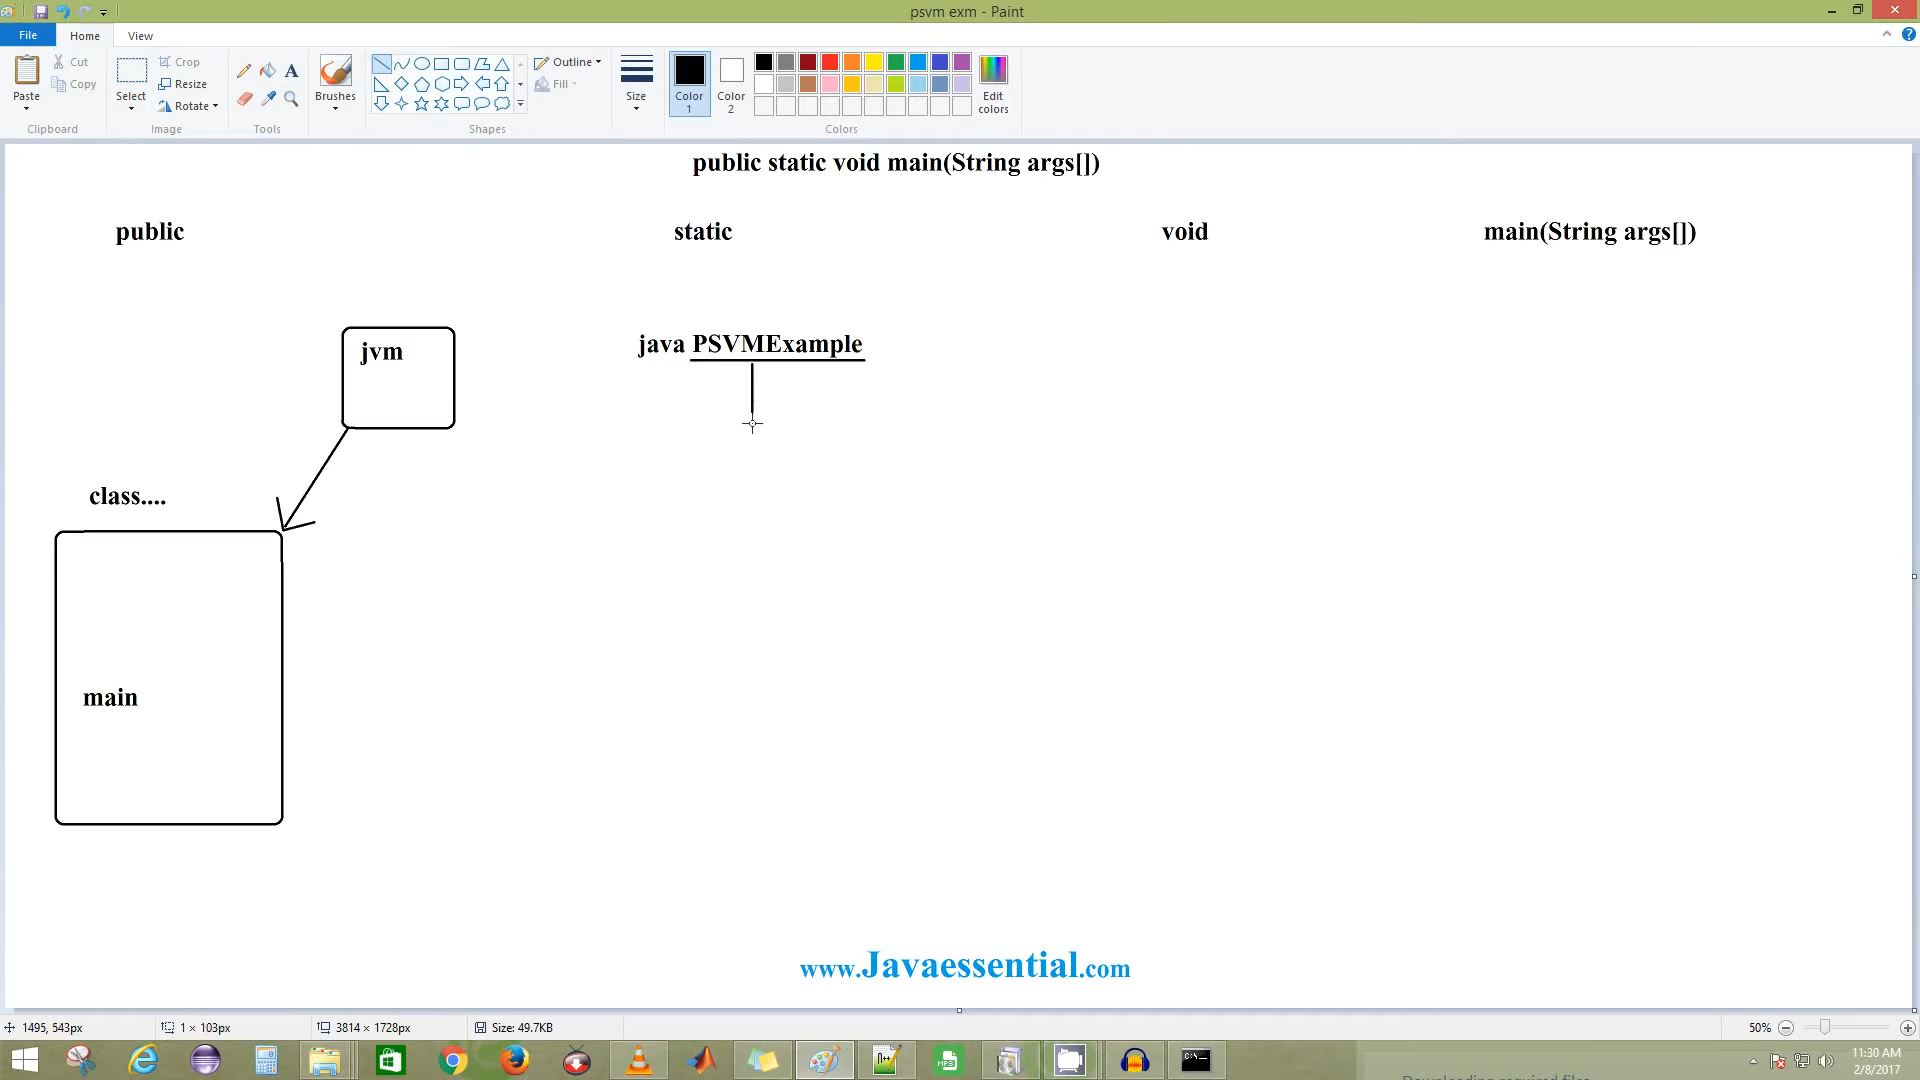 psvm exm - Paint
File Home View
Paste
Cut
Copy
Clipboard
Select
Crop
Resize
Rotate
Image
A
Tools
Brushes
Shapes
Outline
Fill
Size
Color 1
Color 2
Edit colors
Colors
public static void main(String args[])
public static void main(String args[])
jvm
java PSVMExample
class....
main
www.Javaessential.com
1495, 543px 1 × 103px 3814 × 1728px Size: 49.7KB 50%
11:30 AM
2/8/2017